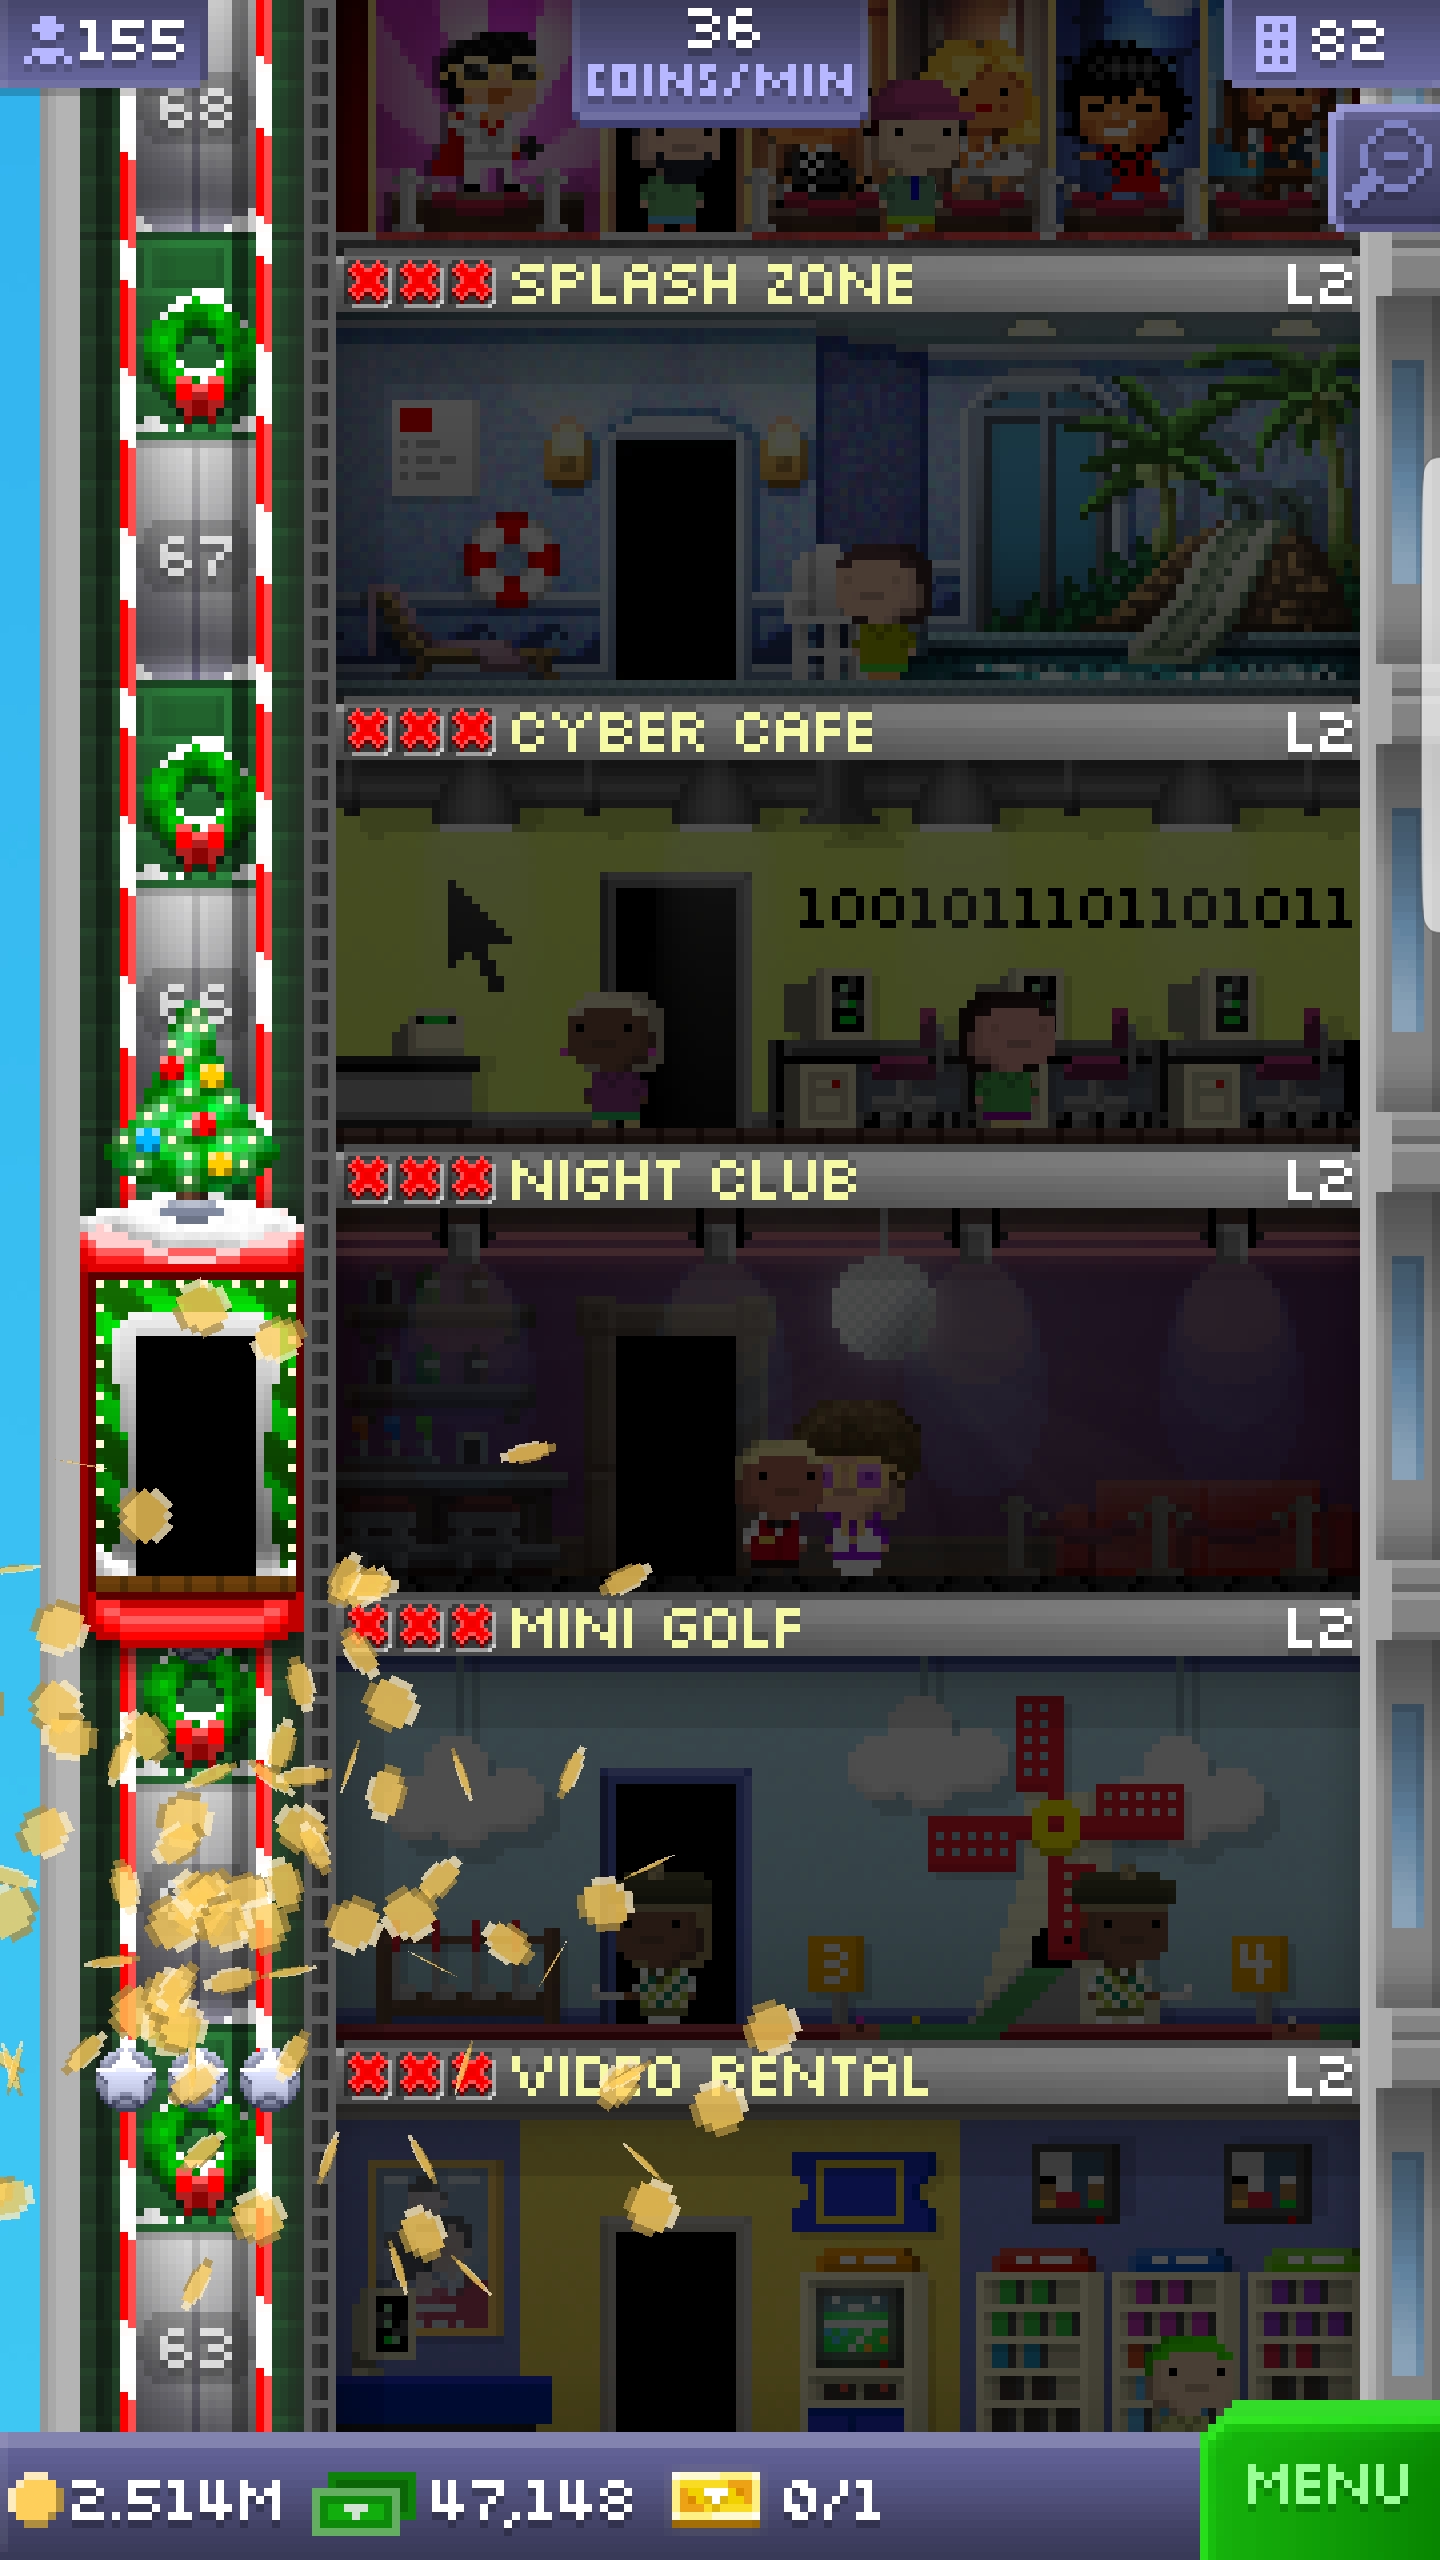 155
36
COINS/MIN
82
68
SPLASH ZONE L2
67
CYBER CAFE L2
10010111101101011
66
NIGHT CLUB L2
MINI GOLF L2
3
4
VIDEO RENTAL L2
63
2.514M 47,148 0/1 MENU